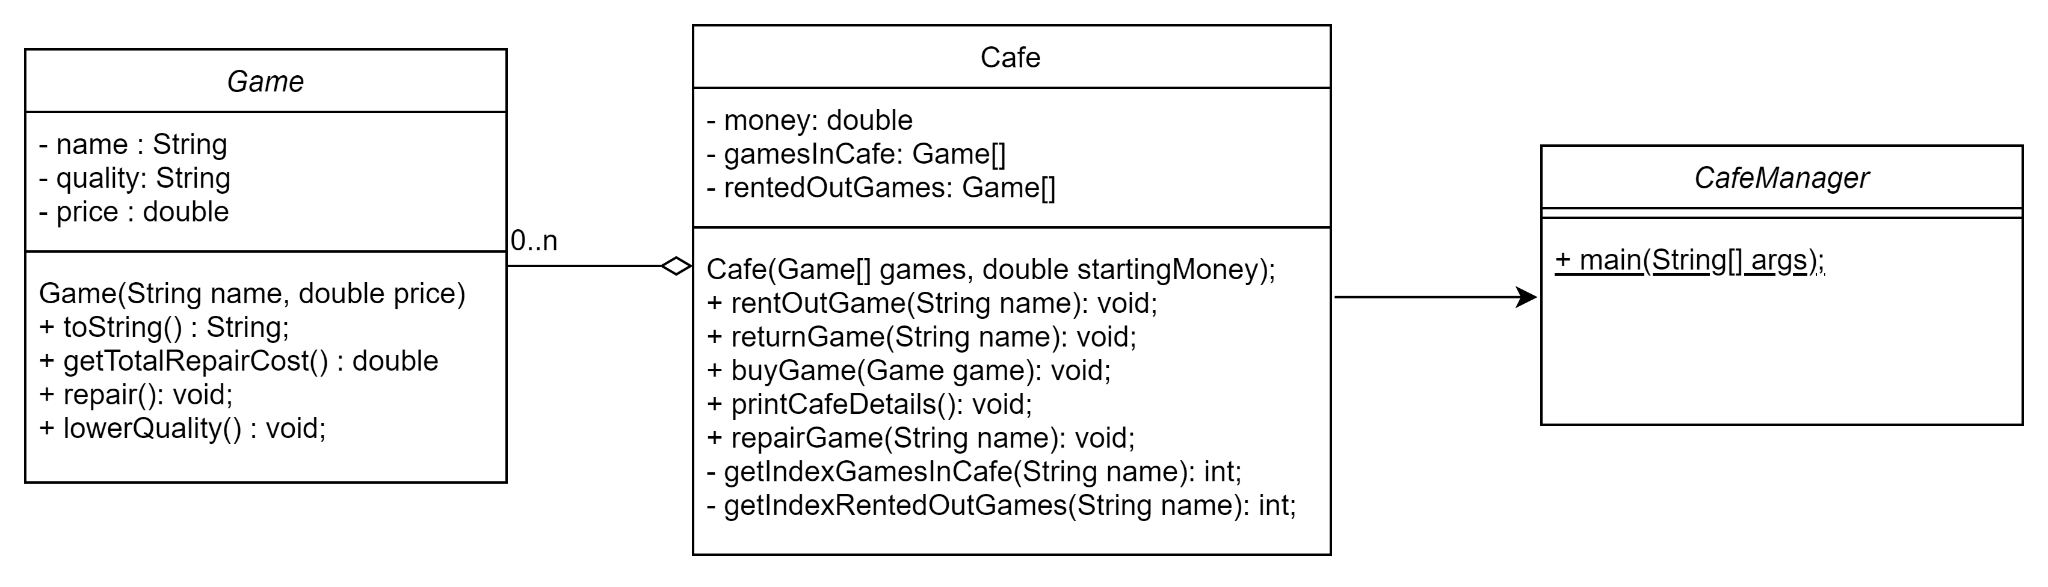 Game
- name : String
- quality: String
- price : double
Game(String name, double price)
+ toString() : String;
+ getTotalRepairCost() : double
+ repair(): void;
+ lowerQuality() : void;
0..n
Cafe
- money: double
- gamesInCafe: Game[]
- rentedOutGames: Game[]
Cafe(Game[] games, double startingMoney);
+ rentOutGame(String name): void;
+ returnGame(String name): void;
+ buyGame(Game game): void;
+ printCafeDetails(): void;
+ repairGame(String name): void;
- getIndexGamesInCafe(String name): int;
- getIndexRentedOutGames(String name): int;
CafeManager
+ main(String[] args);